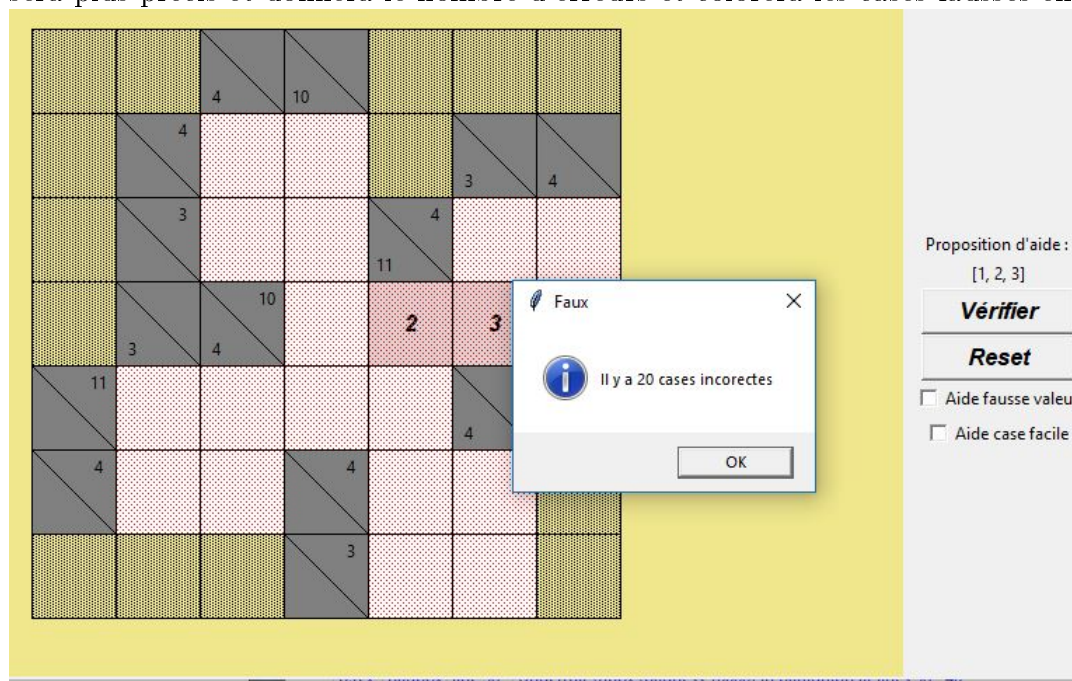 4 10
4
3 4
3 4
11
Faux
10 2 3
3 4
Il y a 20 cases incorectes
11
4
OK
4 4
3
Proposition d'aide :
[1, 2, 3]
Vérifier
Reset
Aide fausse valeu
Aide case facile